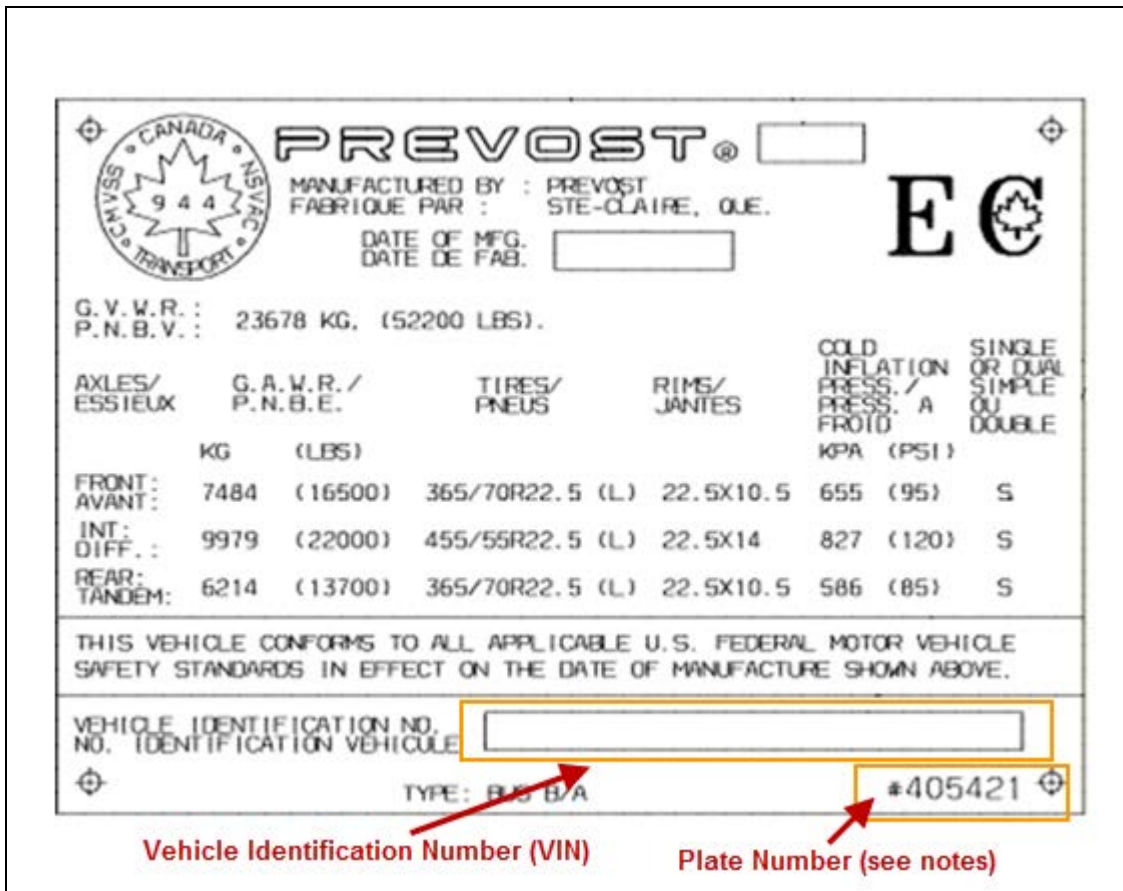 CANADA
CMVSS
NSVAC
944
TRANSPORT
PREVOST®
MANUFACTURED BY : PREVOST
FABRIQUE PAR : STE-CLAIRE, QUE.
DATE OF MFG.
DATE DE FAB.
EC
G.V.W.R.:
P.N.B.V.: 23678 KG, (52200 LBS).
AXLES/
ESSIEUX
G.A.W.R./
P.N.B.E.
TIRES/
PNEUS
RIMS/
JANTES
COLD
INFLATION
PRESS./
PRESS. A
FROID
SINGLE
OR DUAL
SIMPLE
OU
DOUBLE
KG (LBS) KPA (PSI)
FRONT:
AVANT: 7484 (16500) 365/70R22.5 (L) 22.5X10.5 655 (95) S
INT:
DIFF.: 9979 (22000) 455/55R22.5 (L) 22.5X14 827 (120) S
REAR:
TANDEM: 6214 (13700) 365/70R22.5 (L) 22.5X10.5 586 (85) S
THIS VEHICLE CONFORMS TO ALL APPLICABLE U.S. FEDERAL MOTOR VEHICLE
SAFETY STANDARDS IN EFFECT ON THE DATE OF MANUFACTURE SHOWN ABOVE.
VEHICLE IDENTIFICATION NO.
NO. IDENTIFICATION VEHICULE
TYPE: BUS B/A #405421
Vehicle Identification Number (VIN)
Plate Number (see notes)